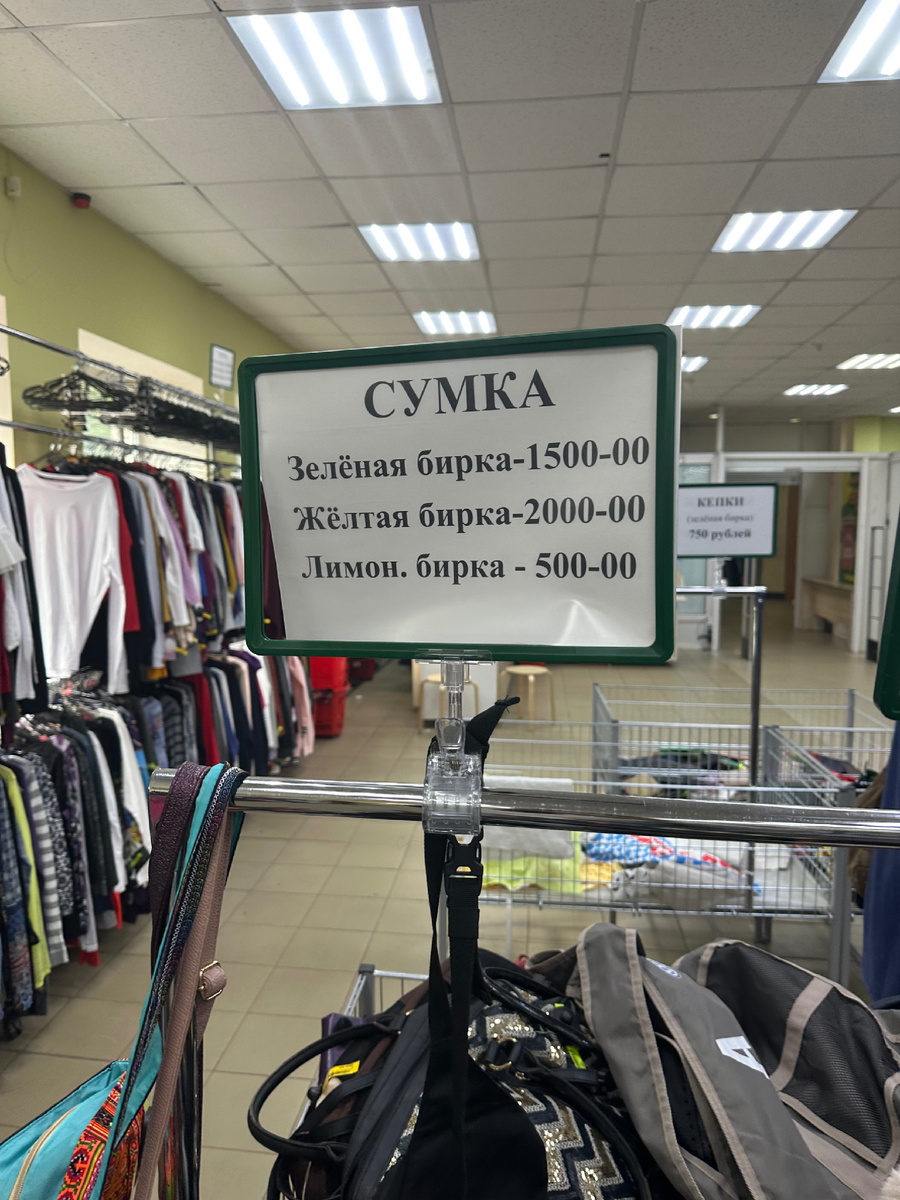 СУМКА
Зелёная бирка-1500-00
Жёлтая бирка-2000-00
Лимон. бирка - 500-00
КЕПКИ
(зелёная бирка)
750 рублей